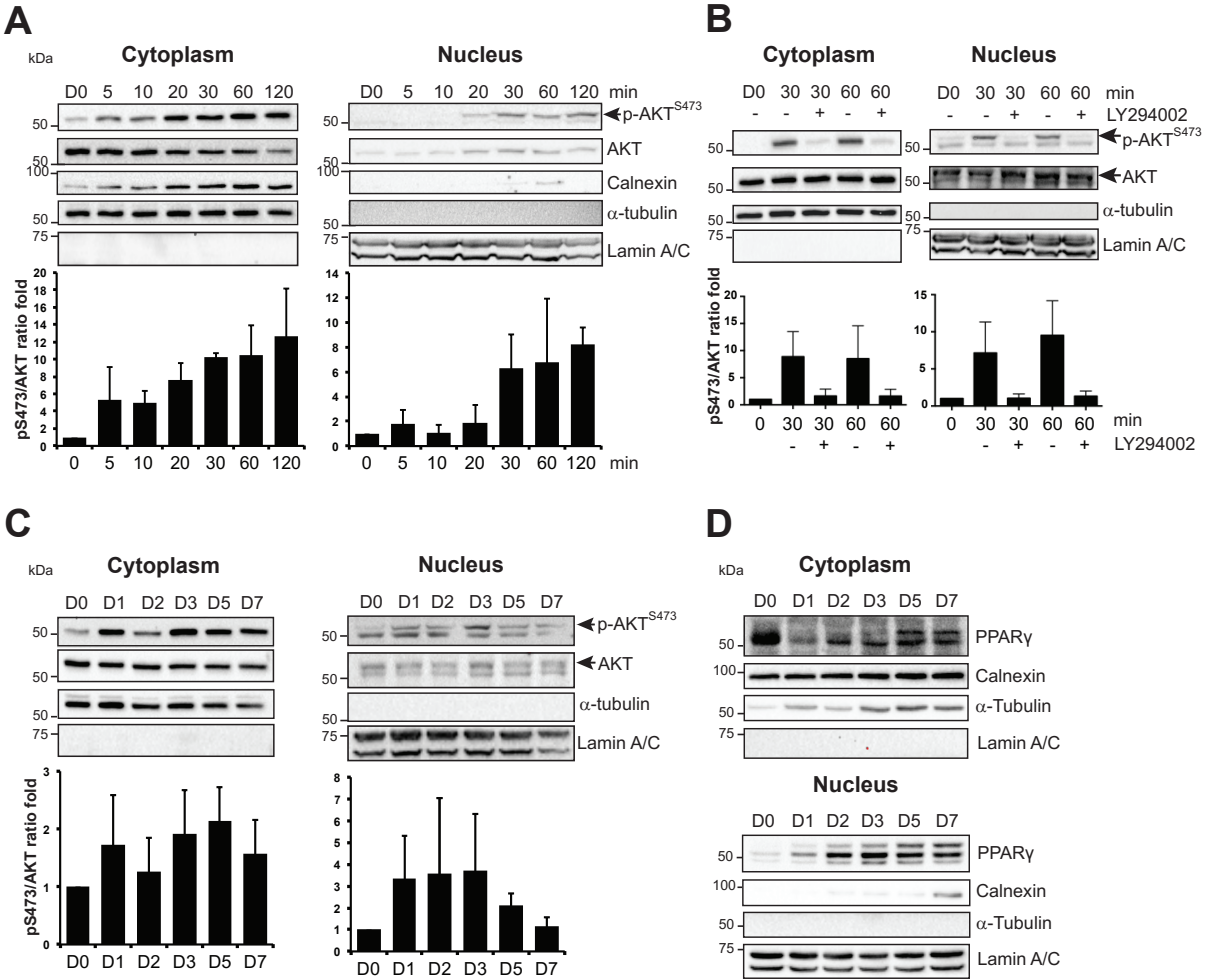 A
Cytoplasm
Nucleus
kDa
D0 5 10 20 30 60 120
D0 5 10 20 30 60 120 min
50
p-AKT^S473
50
AKT
100
Calnexin
50
α-tubulin
75
75
Lamin A/C
pS473/AKT ratio fold
20
18
16
14
12
10
8
6
4
2
0
0 5 10 20 30 60 120
14
12
10
8
6
4
2
0
0 5 10 20 30 60 120 min
B
Cytoplasm
Nucleus
D0 30 30 60 60
D0 30 30 60 60 min
- - + - +
- - + - + LY294002
50
50
p-AKT^S473
50
50
AKT
50
α-tubulin
75
75
Lamin A/C
pS473/AKT ratio fold
20
15
10
5
0
0 30 30 60 60
- + - +
15
10
5
0
0 30 30 60 60 min
- + - + LY294002
C
Cytoplasm
Nucleus
kDa
D0 D1 D2 D3 D5 D7
D0 D1 D2 D3 D5 D7
50
50
p-AKT^S473
50
50
AKT
50
50
α-tubulin
75
75
Lamin A/C
pS473/AKT ratio fold
3
2
1
0
D0 D1 D2 D3 D5 D7
8
7
6
5
4
3
2
1
0
D0 D1 D2 D3 D5 D7
D
Cytoplasm
kDa
D0 D1 D2 D3 D5 D7
50
PPARγ
100
Calnexin
50
α-Tubulin
75
Lamin A/C
Nucleus
D0 D1 D2 D3 D5 D7
50
PPARγ
100
Calnexin
50
α-Tubulin
75
Lamin A/C